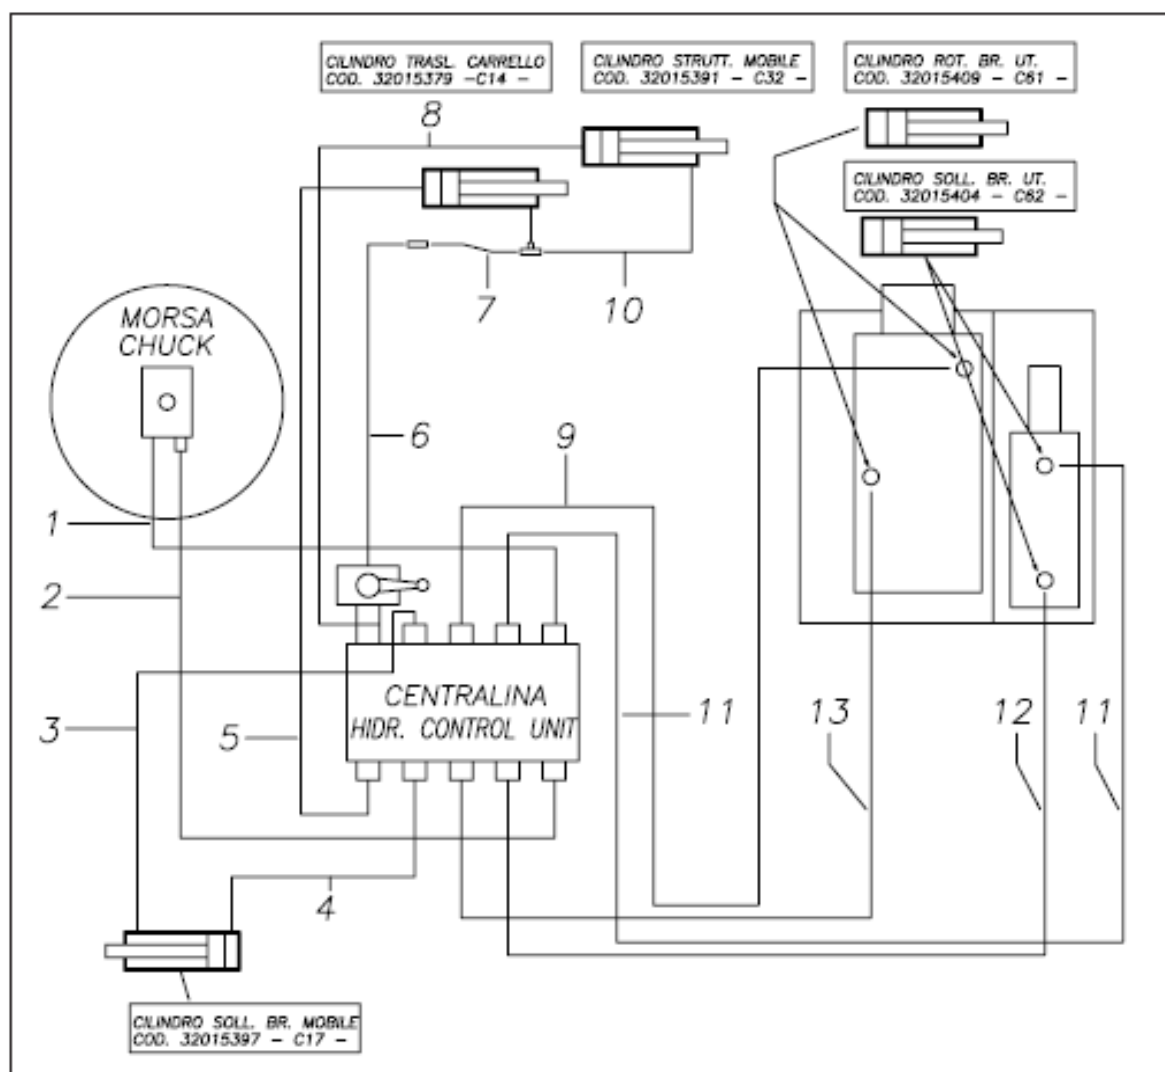 CILINDRO TRASL. CARRELLO
COD. 32015379 -C14 -
CILINDRO STRUTT. MOBILE
COD. 32015391 - C32 -
CILINDRO ROT. BR. UT.
COD. 32015409 - C61 -
8
CILINDRO SOLL. BR. UT.
COD. 32015404 - C62 -
7
10
MORSA
CHUCK
6
9
1
2
3
5
CENTRALINA
HIDR. CONTROL UNIT
11
13
12
11
4
CILINDRO SOLL. BR. MOBILE
COD. 32015397 - C17 -